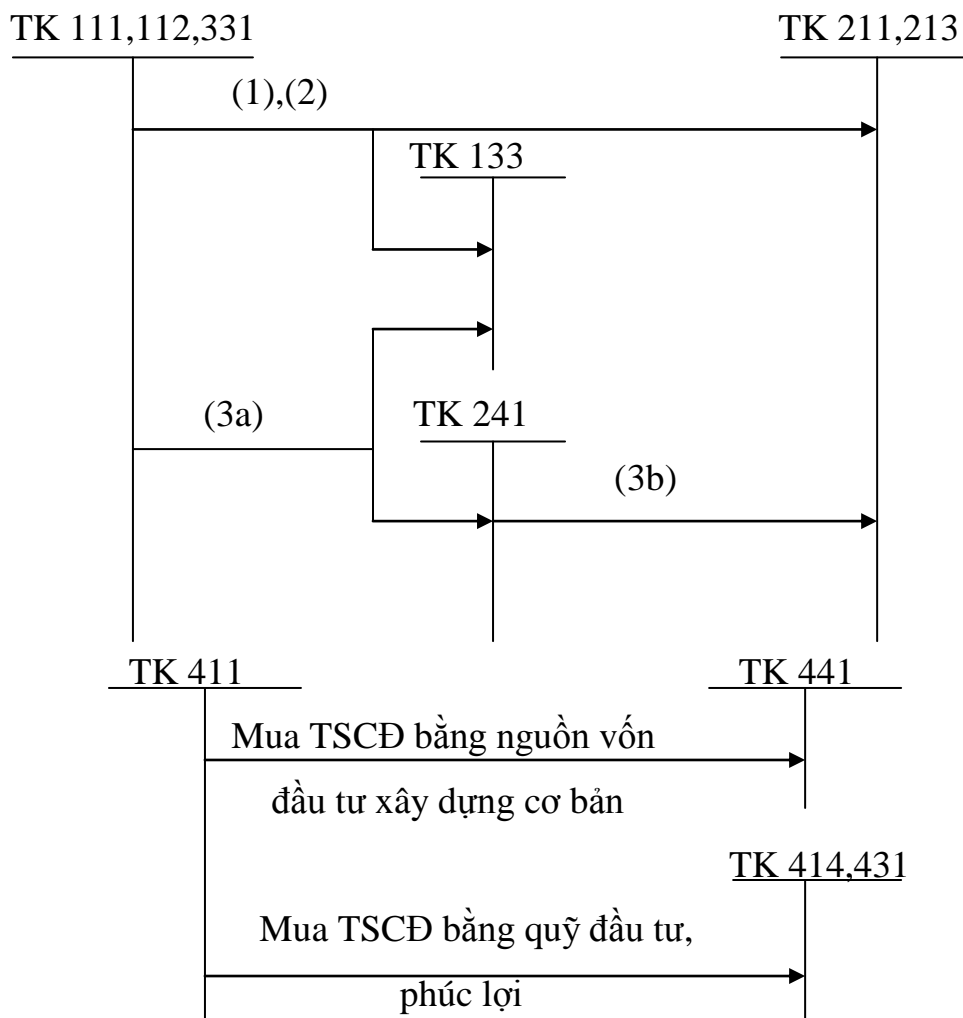 TK 111,112,331
TK 211,213
(1),(2)
TK 133
(3a)
TK 241
(3b)
TK 411
TK 441
Mua TSCĐ bằng nguồn vốn
đầu tư xây dựng cơ bản
TK 414,431
Mua TSCĐ bằng quỹ đầu tư,
phúc lợi